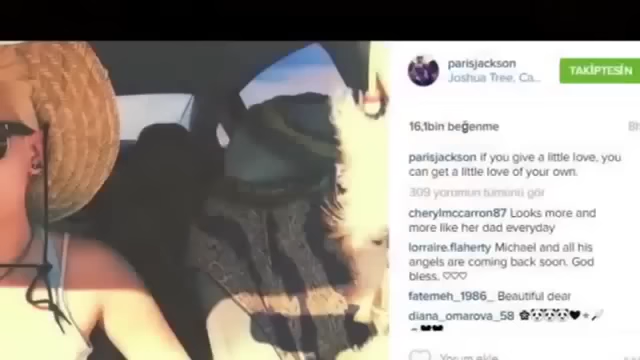 parisjackson
Joshua Tree, Ca...
TAKİPTESİN
16,1bin beğenme
parisjackson if you give a little love, you
can get a little love of your own.
309 yorumun tümünü gör
cherylmccarron87 Looks more and
more like her dad everyday
lorraire.flaherty Michael and all his
angels are coming back soon. God
bless. ♡♡♡
fatemeh_1986_ Beautiful dear
diana_omarova_58
Yorum ekle